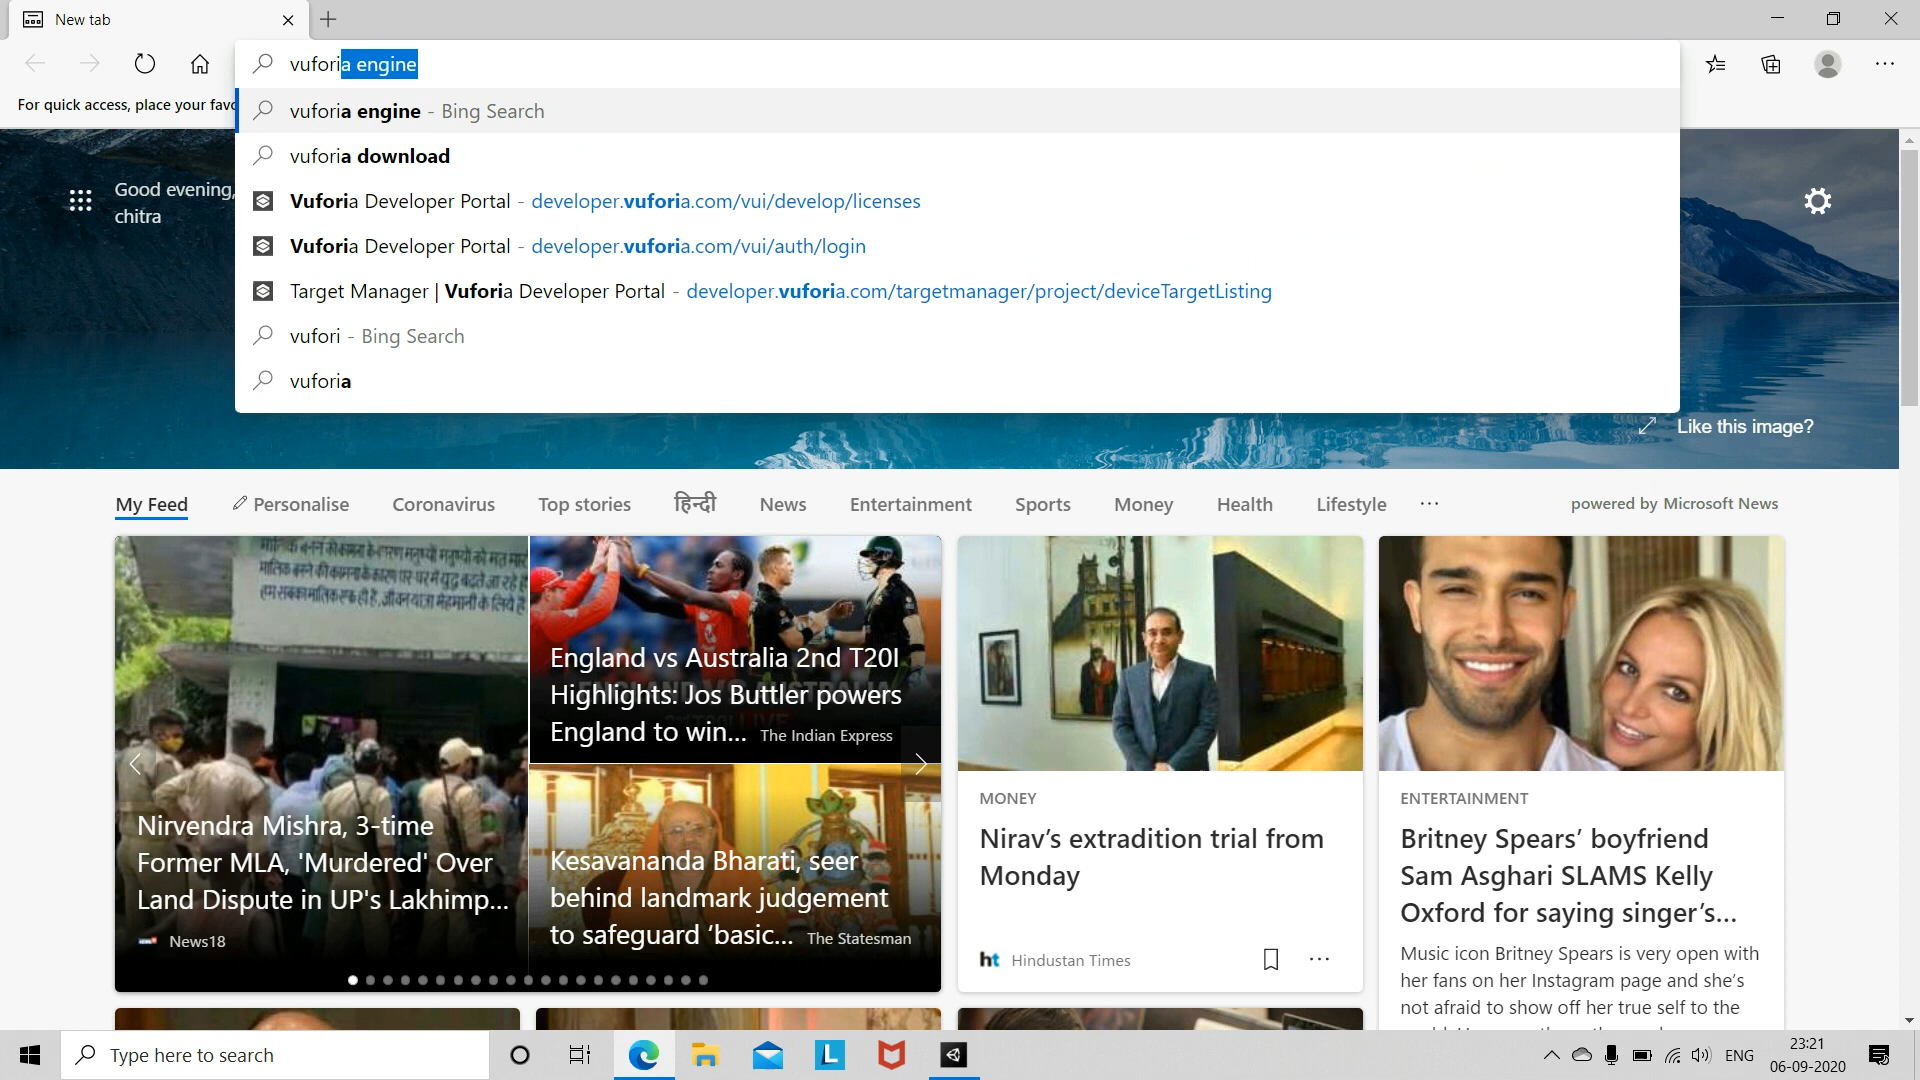 New tab
vuforia engine
For quick access, place your favo
vuforia engine - Bing Search
vuforia download
Vuforia Developer Portal - developer.vuforia.com/vui/develop/licenses
Vuforia Developer Portal - developer.vuforia.com/vui/auth/login
Target Manager | Vuforia Developer Portal - developer.vuforia.com/targetmanager/project/deviceTargetListing
vufori - Bing Search
vuforia
Good evening,
chitra
Like this image?
My Feed Personalise Coronavirus Top stories हिन्दी News Entertainment Sports Money Health Lifestyle ... powered by Microsoft News
Nirvendra Mishra, 3-time
Former MLA, 'Murdered' Over
Land Dispute in UP's Lakhimp...
News18
England vs Australia 2nd T20I
Highlights: Jos Buttler powers
England to win... The Indian Express
Kesavananda Bharati, seer
behind landmark judgement
to safeguard ‘basic... The Statesman
MONEY
Nirav’s extradition trial from
Monday
ht Hindustan Times
ENTERTAINMENT
Britney Spears’ boyfriend
Sam Asghari SLAMS Kelly
Oxford for saying singer’s...
Music icon Britney Spears is very open with
her fans on her Instagram page and she’s
not afraid to show off her true self to the
Type here to search
L
ENG
23:21
06-09-2020